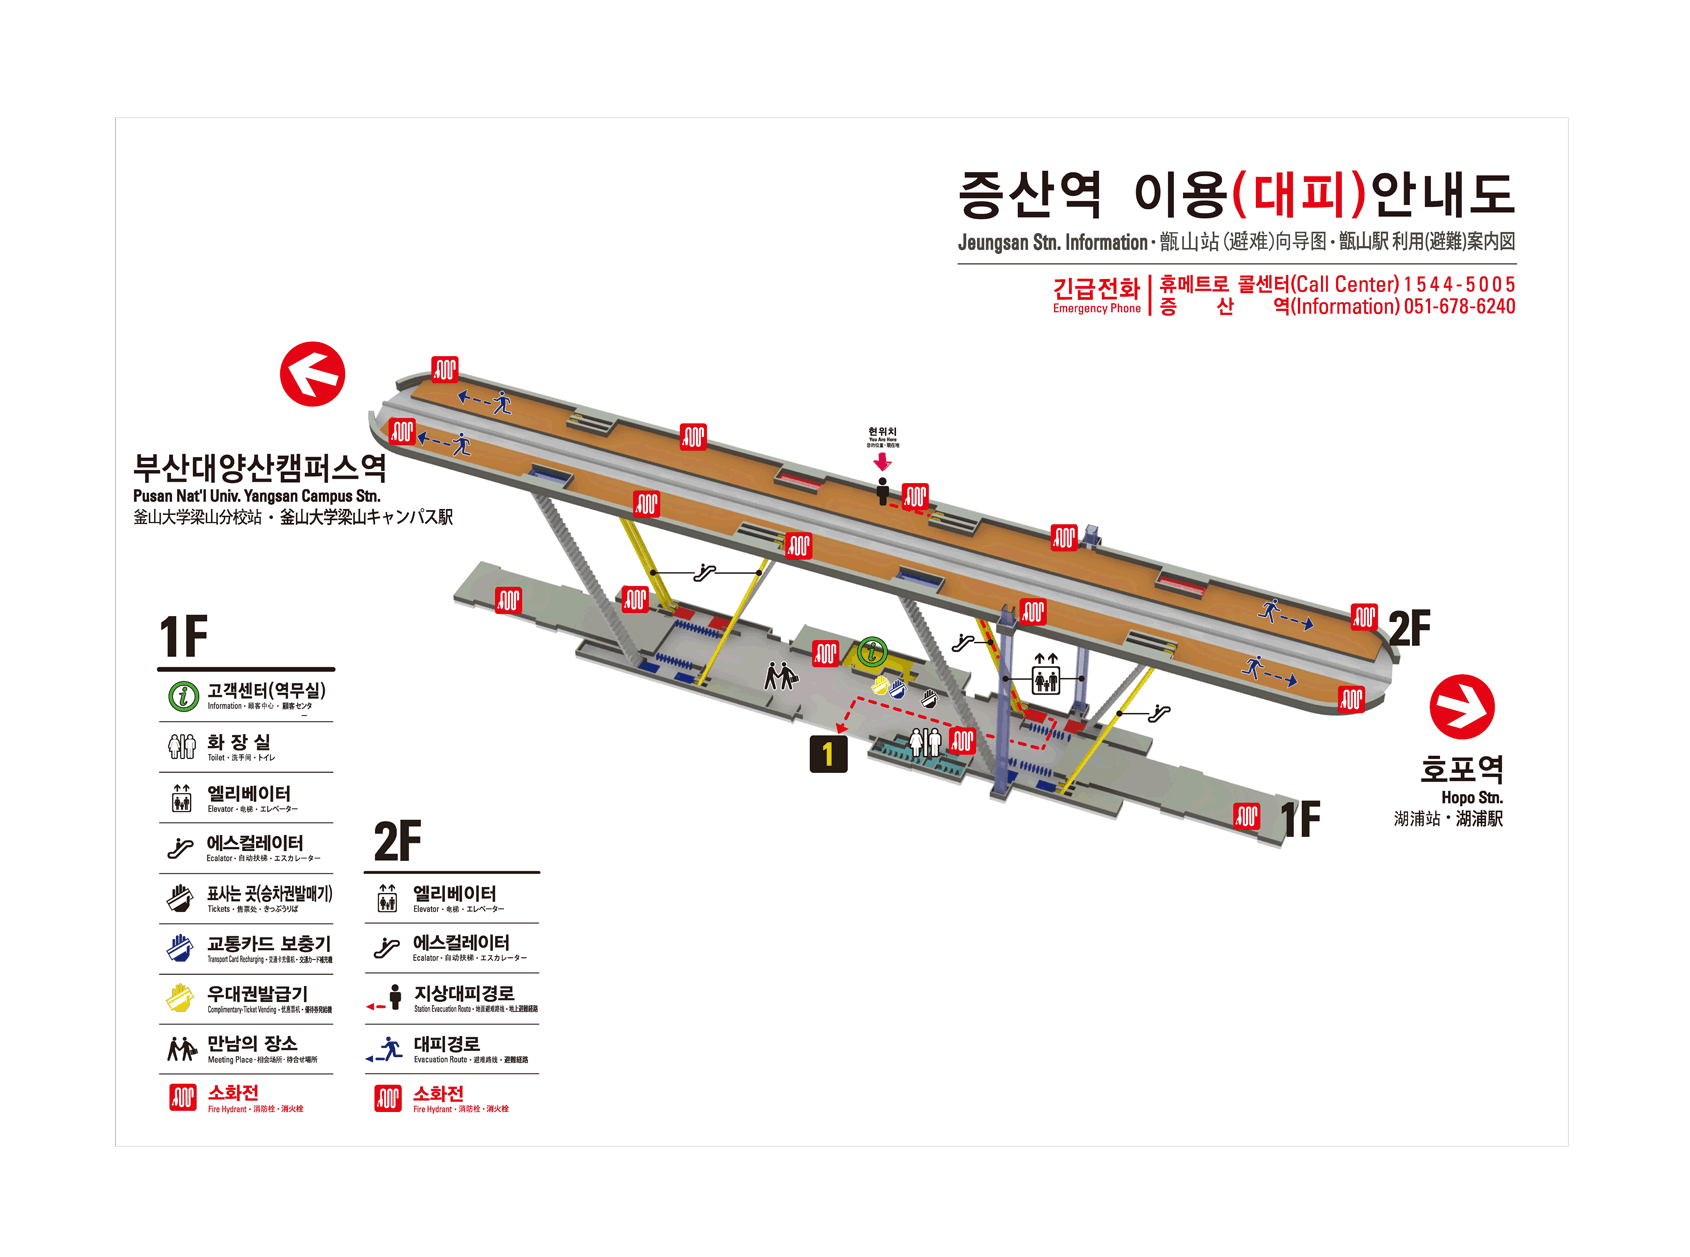 증산역 이용(대피)안내도
Jeungsan Stn. Information · 甑山站 (避难)向导图 · 甑山駅 利用(避難)案内図
긴급전화
Emergency Phone
휴메트로 콜센터(Call Center) 1544-5005
증 산 역(Information) 051-678-6240
부산대양산캠퍼스역
Pusan Nat'l Univ. Yangsan Campus Stn.
釜山大学梁山分校站 · 釜山大学梁山キャンパス駅
현위치
You Are Here
您的位置 · 現在地
2F
호포역
Hopo Stn.
湖浦站 · 湖浦駅
1
1F
1F
고객센터(역무실)
Information · 顾客中心 · 顧客センタ
ー
화 장 실
Toilet · 洗手间 · トイレ
엘리베이터
Elevator · 电梯 · エレベーター
에스컬레이터
Ecalator · 自动扶梯 · エスカレーター
표사는 곳(승차권발매기)
Tickets · 售票处 · きっぷうりば
교통카드 보충기
Transport Card Recharging · 交通卡充值机 · 交通カード補充機
우대권발급기
Complimentary-Ticket Vending · 优惠票机 · 優待券発給機
만남의 장소
Meeting Place · 相会场所 · 待合せ場所
소화전
Fire Hydrant · 消防栓 · 消火栓
2F
엘리베이터
Elevator · 电梯 · エレベーター
에스컬레이터
Ecalator · 自动扶梯 · エスカレーター
지상대피경로
Station Evacuation Route · 地面避难路线 · 地上避難経路
대피경로
Evacuation Route · 避难路线 · 避難経路
소화전
Fire Hydrant · 消防栓 · 消火栓